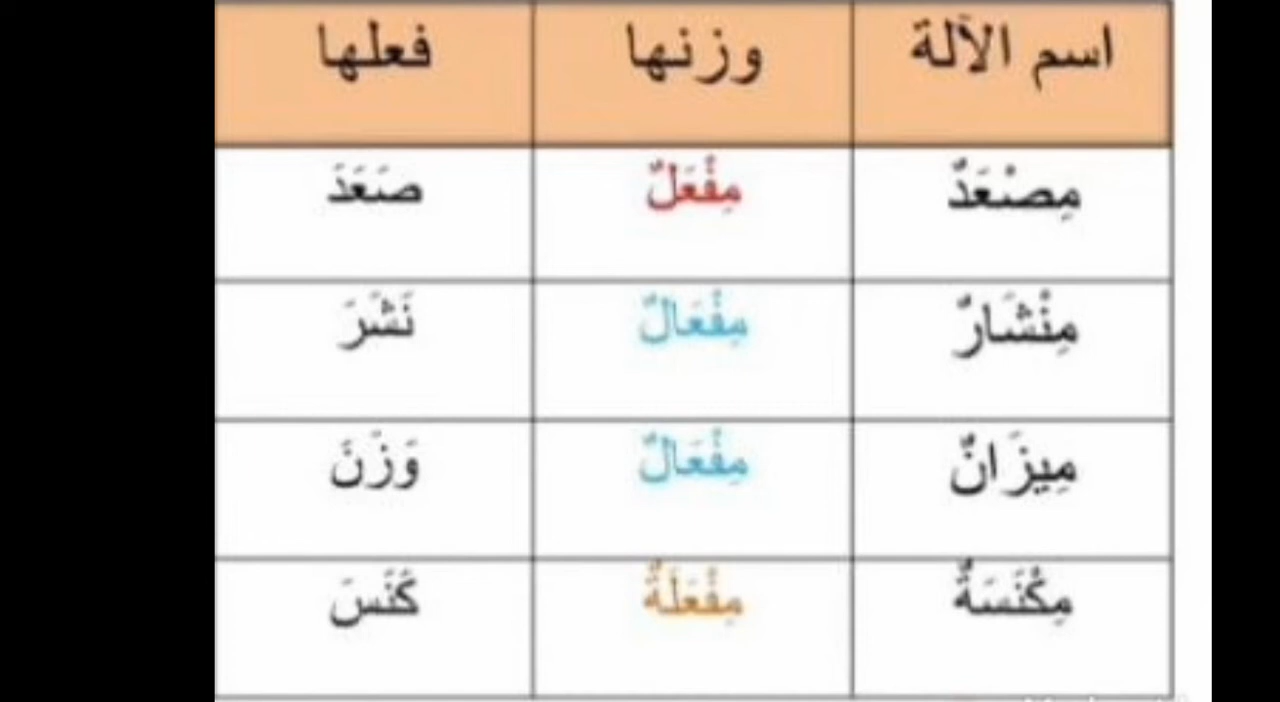 اسم الآلة وزنها فعلها
مِصْعَدٌ مِفْعَلٌ صَعَدَ
مِنْشَارٌ مِفْعَالٌ نَشَرَ
مِيزَانٌ مِفْعَالٌ وَزَنَ
مِكْنَسَةٌ مِفْعَلَةٌ كَنَسَ